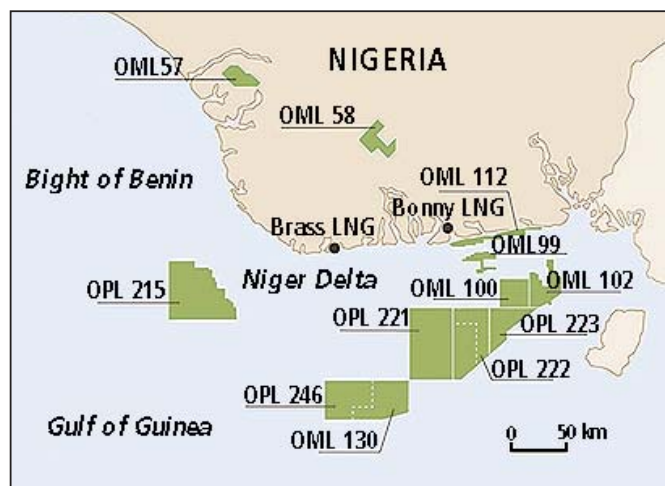 NIGERIA
OML57
OML 58
OML 112
Bight of Benin
Bonny LNG
Brass LNG
OML99
Niger Delta
OML 102
OPL 215
OML 100
OPL 221
OPL 223
OPL 222
OPL 246
Gulf of Guinea
OML 130
0 50 km